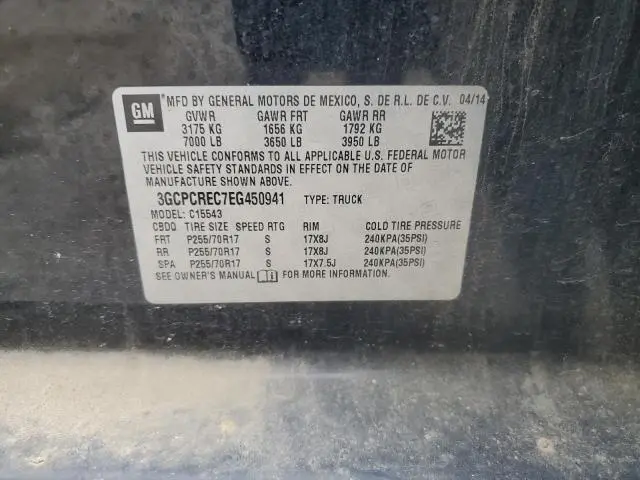 GM MFD BY GENERAL MOTORS DE MEXICO, S. DE R.L. DE C.V. 04/14
GVWR GAWR FRT GAWR RR
3175 KG 1656 KG 1792 KG
7000 LB 3650 LB 3950 LB
THIS VEHICLE CONFORMS TO ALL APPLICABLE U.S. FEDERAL MOTOR
VEHICLE SAFETY STANDARDS IN EFFECT ON THE DATE OF
MANUFACTURE SHOWN ABOVE.
3GCPCREC7EG450941 TYPE: TRUCK
MODEL: C15543
CBDQ TIRE SIZE SPEED RTG RIM COLD TIRE PRESSURE
FRT P255/70R17 S 17X8J 240KPA(35PSI)
RR P255/70R17 S 17X8J 240KPA(35PSI)
SPA P255/70R17 S 17X7.5J 240KPA(35PSI)
SEE OWNER'S MANUAL FOR MORE INFORMATION.